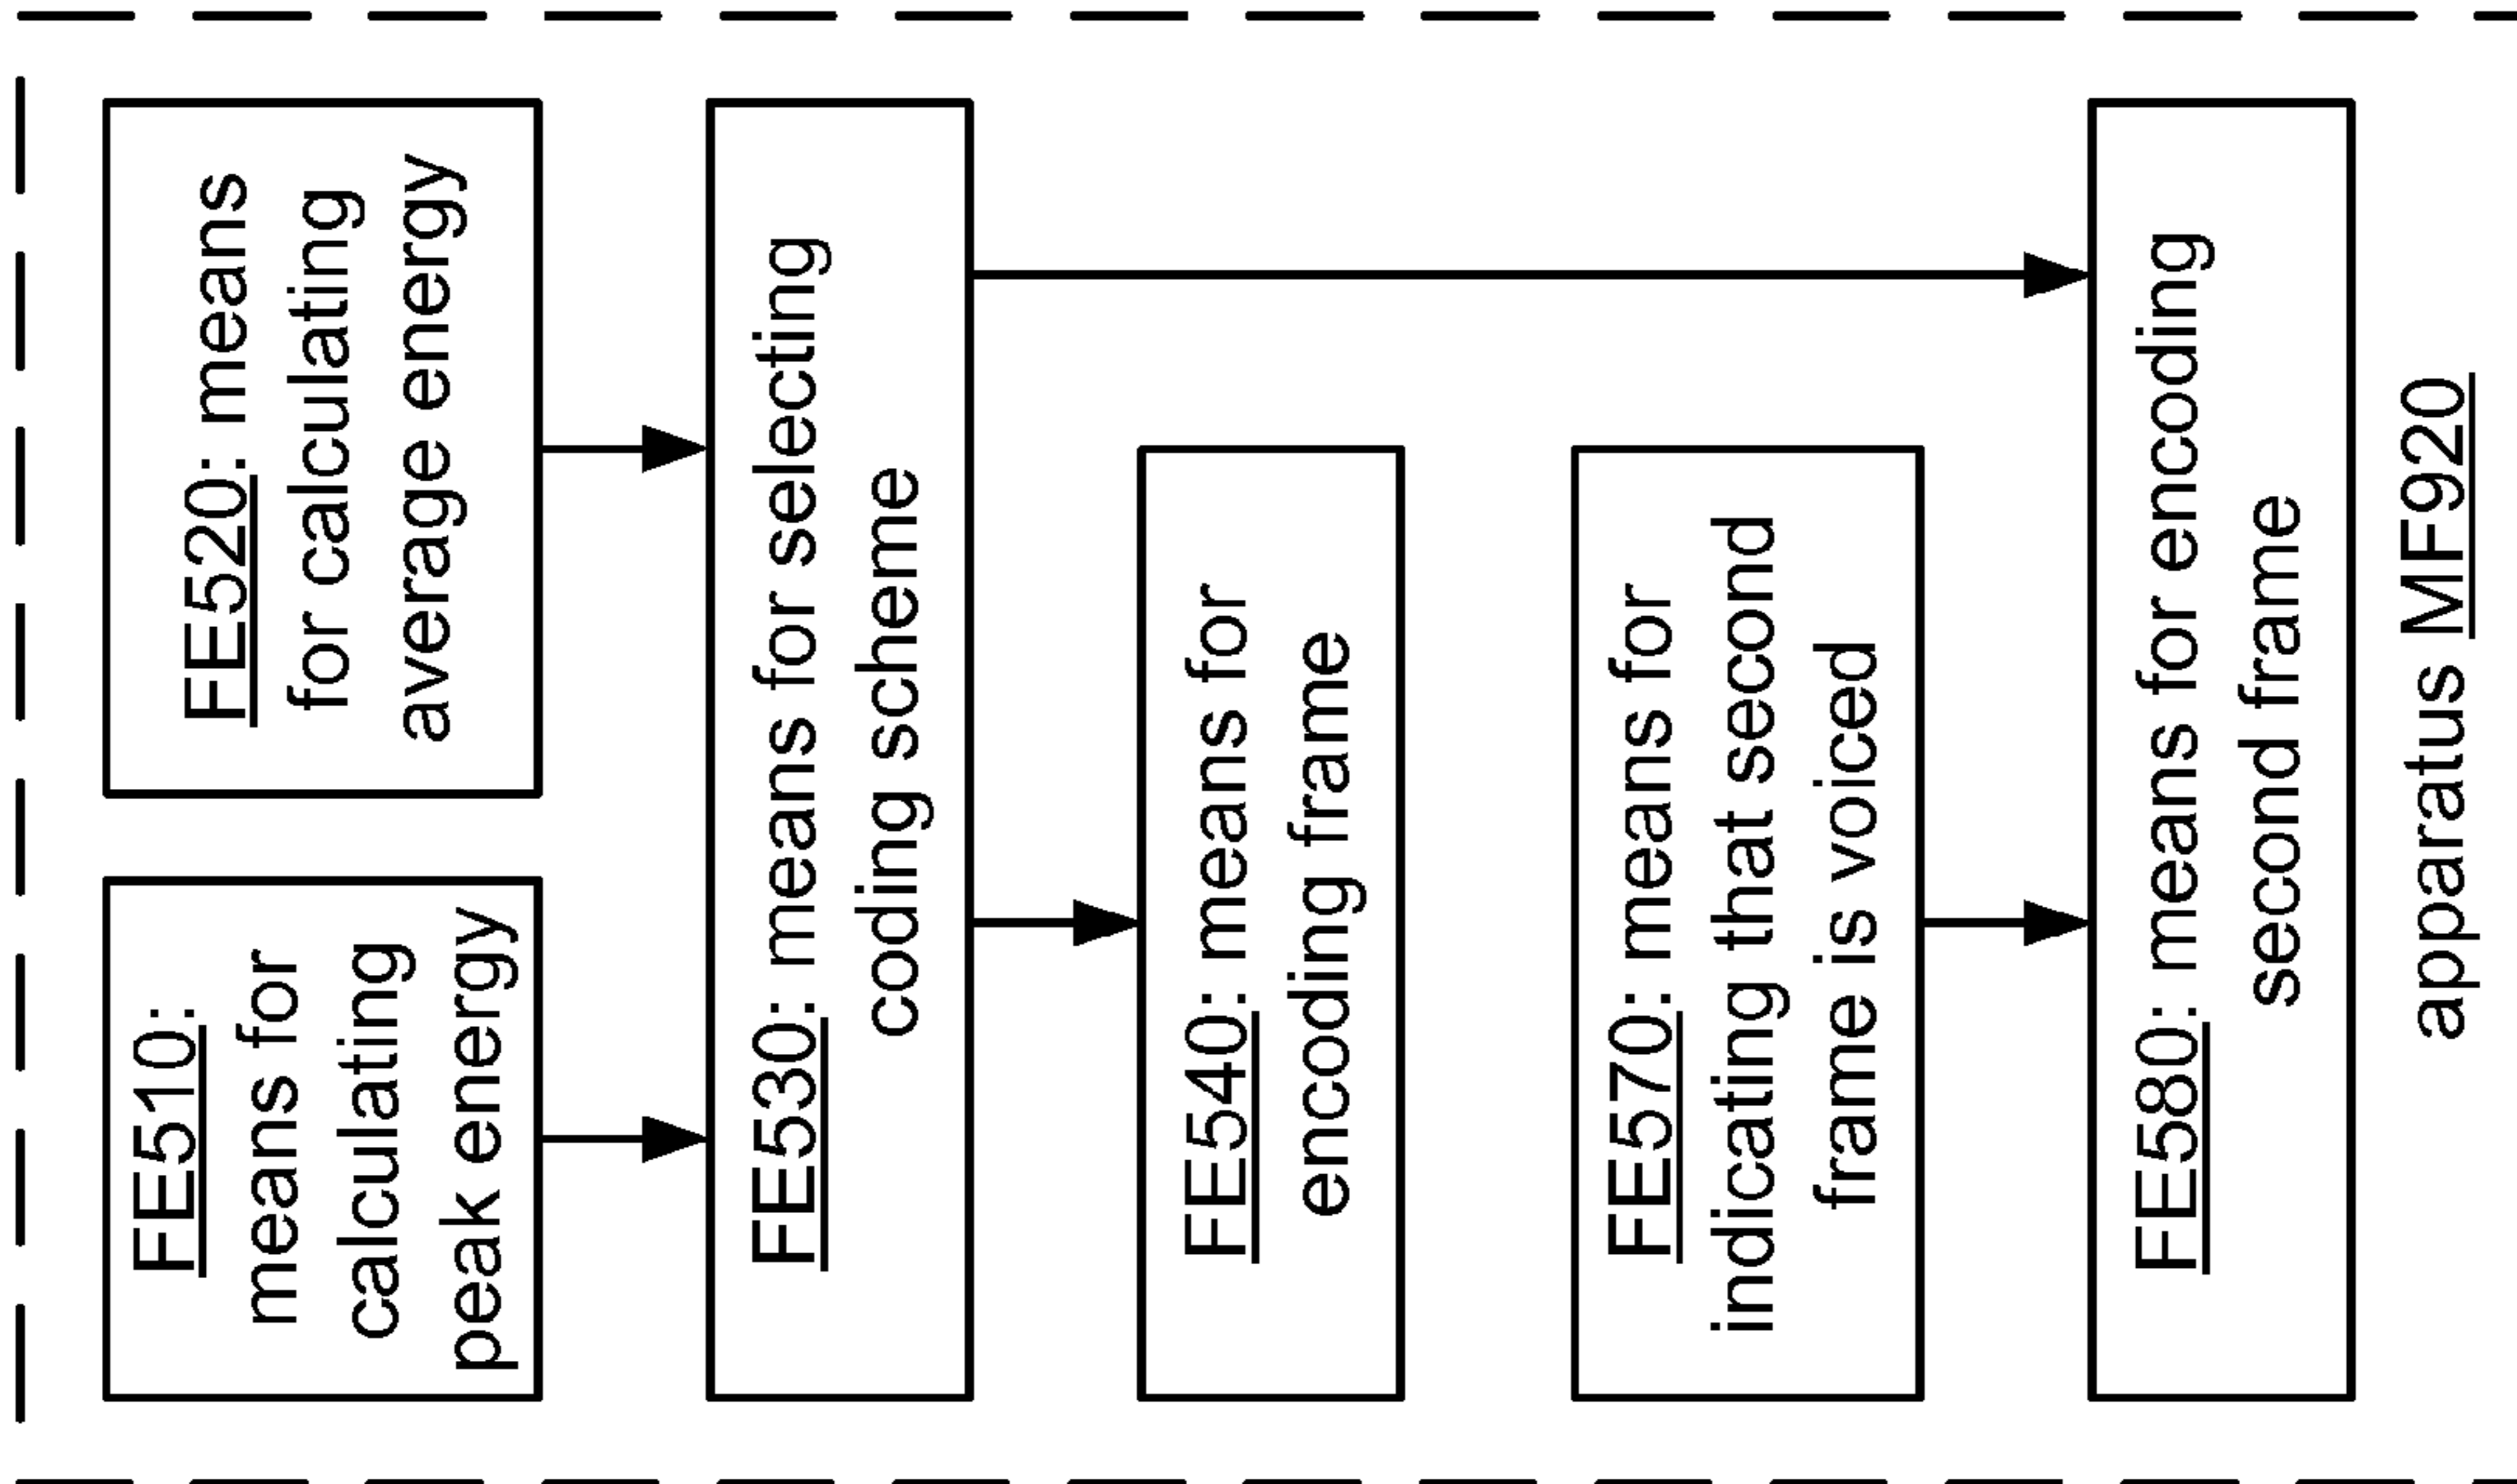 FE510:
means for
calculating
peak energy
FE520: means
for calculating
average energy
FE530: means for selecting
coding scheme
FE540: means for
encoding frame
FE570: means for
indicating that second
frame is voiced
FE580: means for encoding
second frame
apparatus MF920